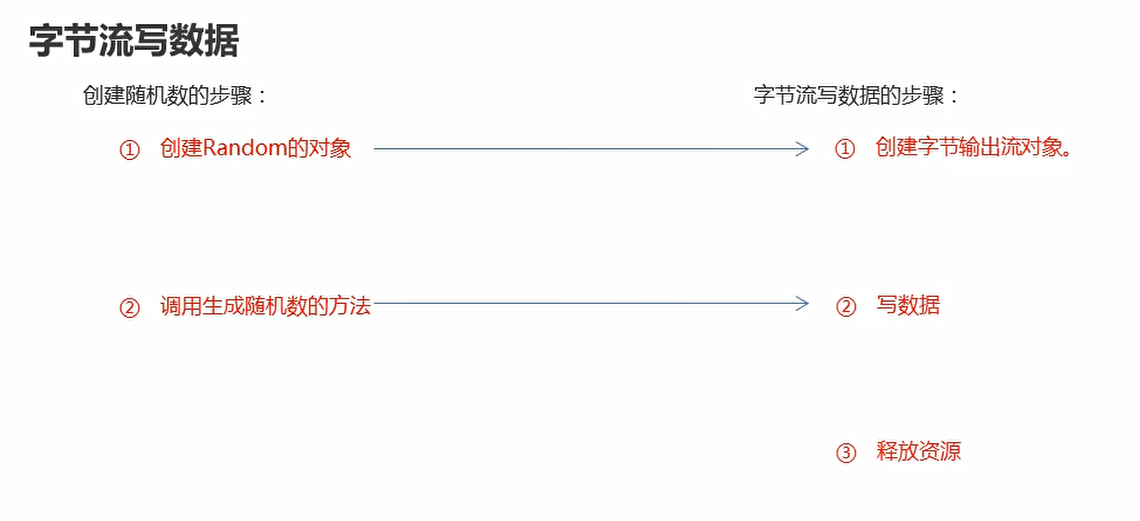 字节流写数据
创建随机数的步骤：
字节流写数据的步骤：
① 创建Random的对象
① 创建字节输出流对象。
② 调用生成随机数的方法
② 写数据
③ 释放资源